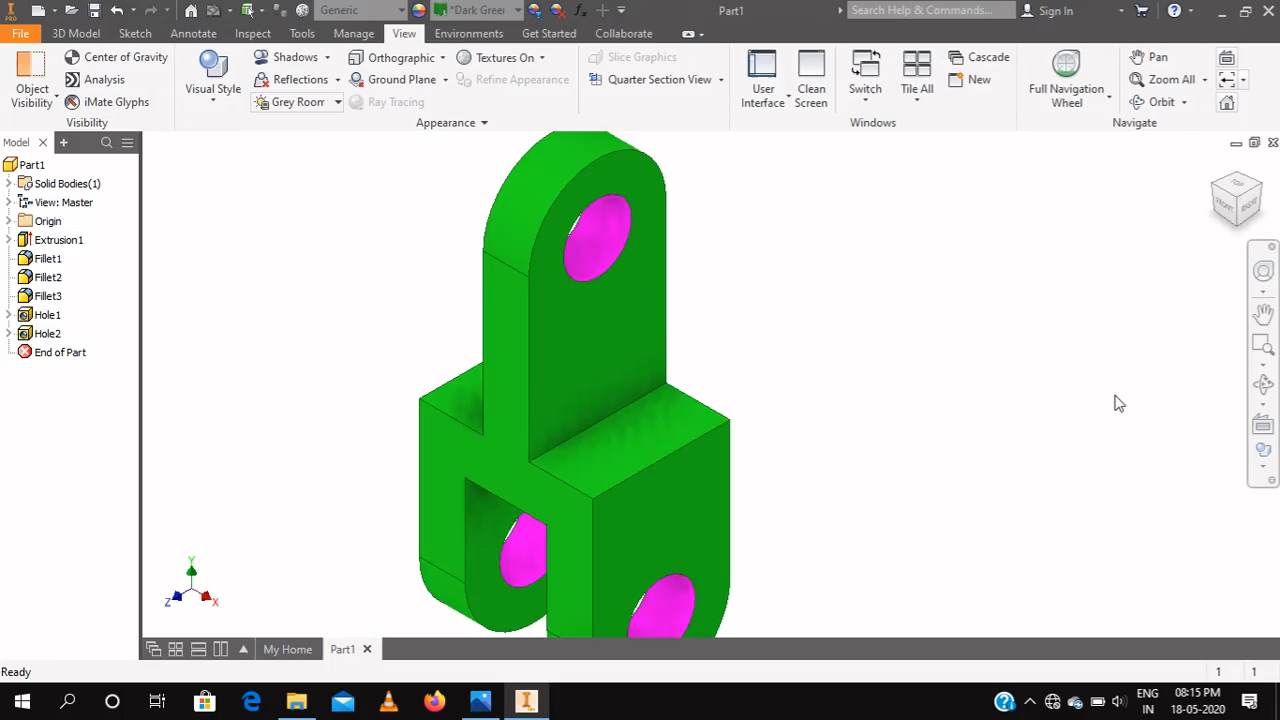 PRO
Generic
*Dark Greer
Part1
Search Help & Commands...
Sign In
File 3D Model Sketch Annotate Inspect Tools Manage View Environments Get Started Collaborate
Object Visibility
Center of Gravity
Analysis
iMate Glyphs
Visibility
Visual Style
Shadows
Reflections
Grey Room
Orthographic
Ground Plane
Ray Tracing
Textures On
Refine Appearance
Appearance
Slice Graphics
Quarter Section View
User Interface
Clean Screen
Switch
Tile All
Cascade
New
Windows
Full Navigation Wheel
Pan
Zoom All
Orbit
Navigate
Model
Part1
Solid Bodies(1)
View: Master
Origin
Extrusion1
Fillet1
Fillet2
Fillet3
Hole1
Hole2
End of Part
TOP
FRONT
RIGHT
Y
Z X
My Home Part1
Ready 1 1
ENG 08:15 PM
IN 18-05-2020